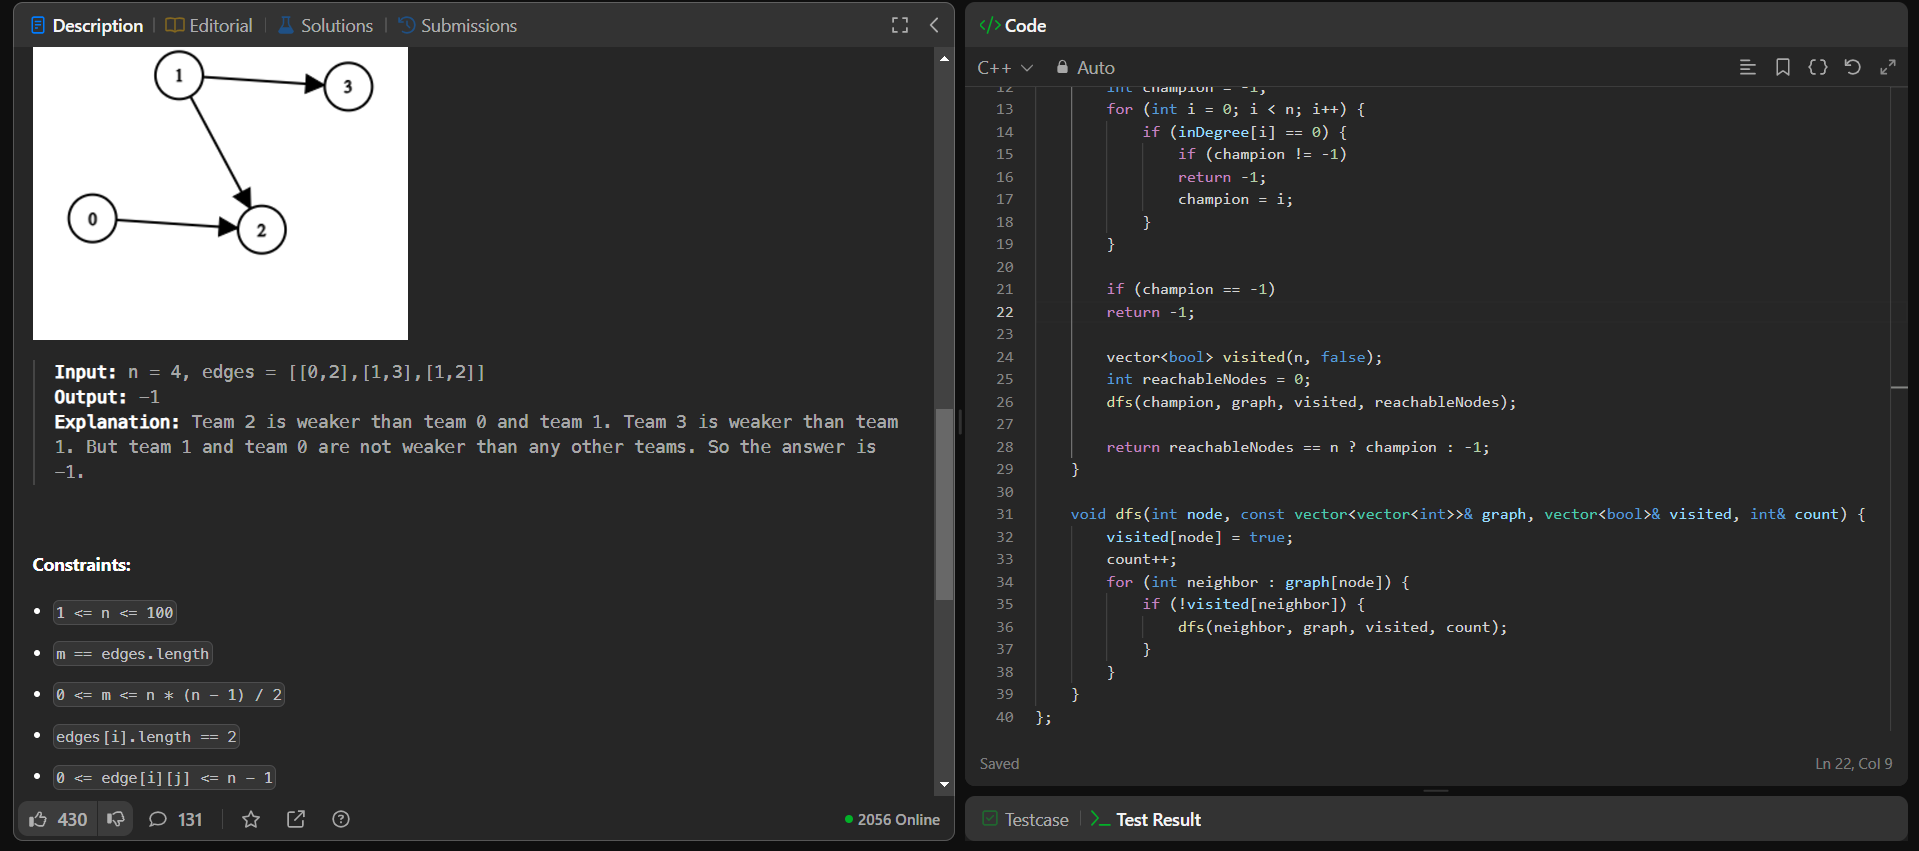 Description
Editorial
Solutions
Submissions
1
3
0
2
Input: n = 4, edges = [[0,2],[1,3],[1,2]]
Output: -1
Explanation: Team 2 is weaker than team 0 and team 1. Team 3 is weaker than team
1. But team 1 and team 0 are not weaker than any other teams. So the answer is
-1.
Constraints:
• 1 <= n <= 100
• m == edges.length
• 0 <= m <= n * (n - 1) / 2
• edges[i].length == 2
• 0 <= edge[i][j] <= n - 1
430
131
2056 Online
</> Code
C++
Auto
12 int champion = -1;
13 for (int i = 0; i < n; i++) {
14 if (inDegree[i] == 0) {
15 if (champion != -1)
16 return -1;
17 champion = i;
18 }
19 }
20
21 if (champion == -1)
22 return -1;
23
24 vector<bool> visited(n, false);
25 int reachableNodes = 0;
26 dfs(champion, graph, visited, reachableNodes);
27
28 return reachableNodes == n ? champion : -1;
29 }
30
31 void dfs(int node, const vector<vector<int>>& graph, vector<bool>& visited, int& count) {
32 visited[node] = true;
33 count++;
34 for (int neighbor : graph[node]) {
35 if (!visited[neighbor]) {
36 dfs(neighbor, graph, visited, count);
37 }
38 }
39 }
40 };
Saved
Ln 22, Col 9
Testcase
Test Result